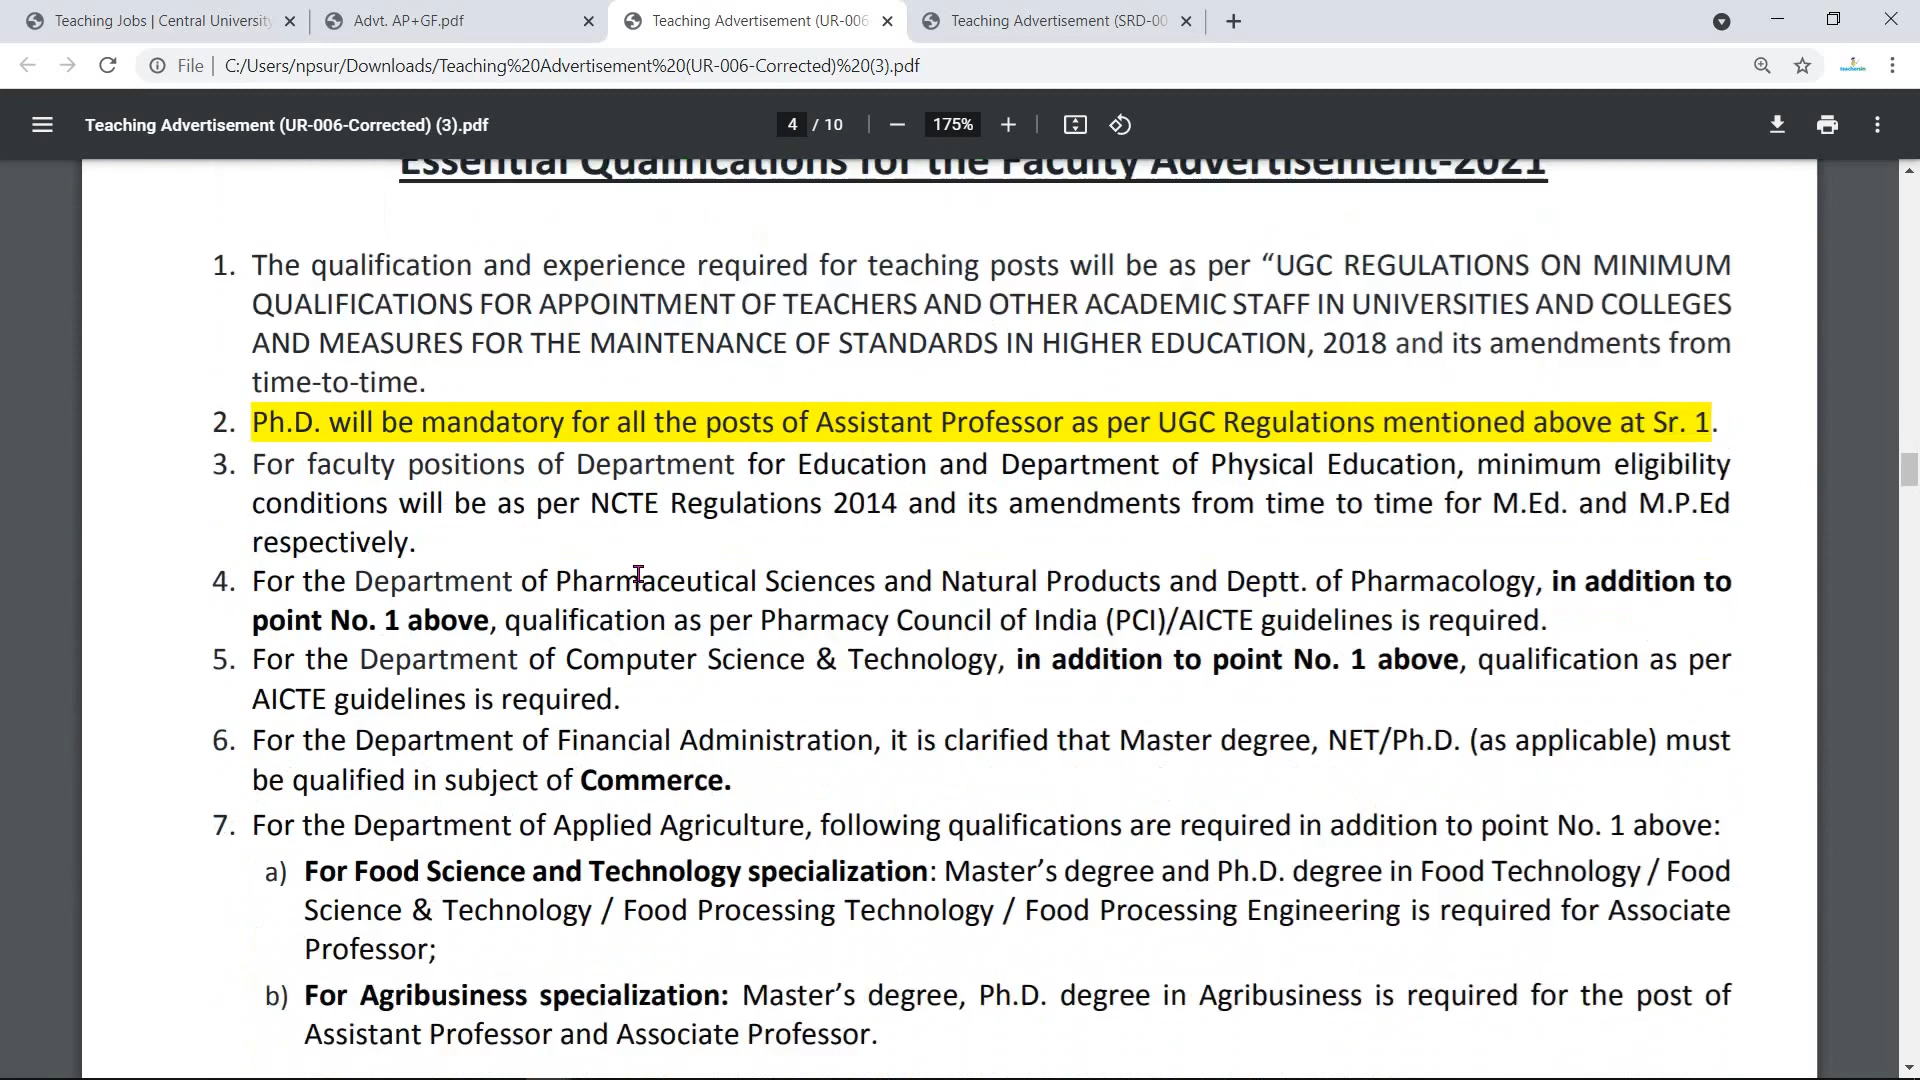 Teaching Jobs | Central University
Advt. AP+GF.pdf
Teaching Advertisement (UR-006
Teaching Advertisement (SRD-00
File
C:/Users/npsur/Downloads/Teaching%20Advertisement%20(UR-006-Corrected)%20(3).pdf
Teaching Advertisement (UR-006-Corrected) (3).pdf
4 / 10
175%
Essential Qualifications for the Faculty Advertisement-2021
1. The qualification and experience required for teaching posts will be as per “UGC REGULATIONS ON MINIMUM
QUALIFICATIONS FOR APPOINTMENT OF TEACHERS AND OTHER ACADEMIC STAFF IN UNIVERSITIES AND COLLEGES
AND MEASURES FOR THE MAINTENANCE OF STANDARDS IN HIGHER EDUCATION, 2018 and its amendments from
time-to-time.
2. Ph.D. will be mandatory for all the posts of Assistant Professor as per UGC Regulations mentioned above at Sr. 1.
3. For faculty positions of Department for Education and Department of Physical Education, minimum eligibility
conditions will be as per NCTE Regulations 2014 and its amendments from time to time for M.Ed. and M.P.Ed
respectively.
4. For the Department of Pharmaceutical Sciences and Natural Products and Deptt. of Pharmacology, in addition to
point No. 1 above, qualification as per Pharmacy Council of India (PCI)/AICTE guidelines is required.
5. For the Department of Computer Science & Technology, in addition to point No. 1 above, qualification as per
AICTE guidelines is required.
6. For the Department of Financial Administration, it is clarified that Master degree, NET/Ph.D. (as applicable) must
be qualified in subject of Commerce.
7. For the Department of Applied Agriculture, following qualifications are required in addition to point No. 1 above:
a) For Food Science and Technology specialization: Master’s degree and Ph.D. degree in Food Technology / Food
Science & Technology / Food Processing Technology / Food Processing Engineering is required for Associate
Professor;
b) For Agribusiness specialization: Master’s degree, Ph.D. degree in Agribusiness is required for the post of
Assistant Professor and Associate Professor.